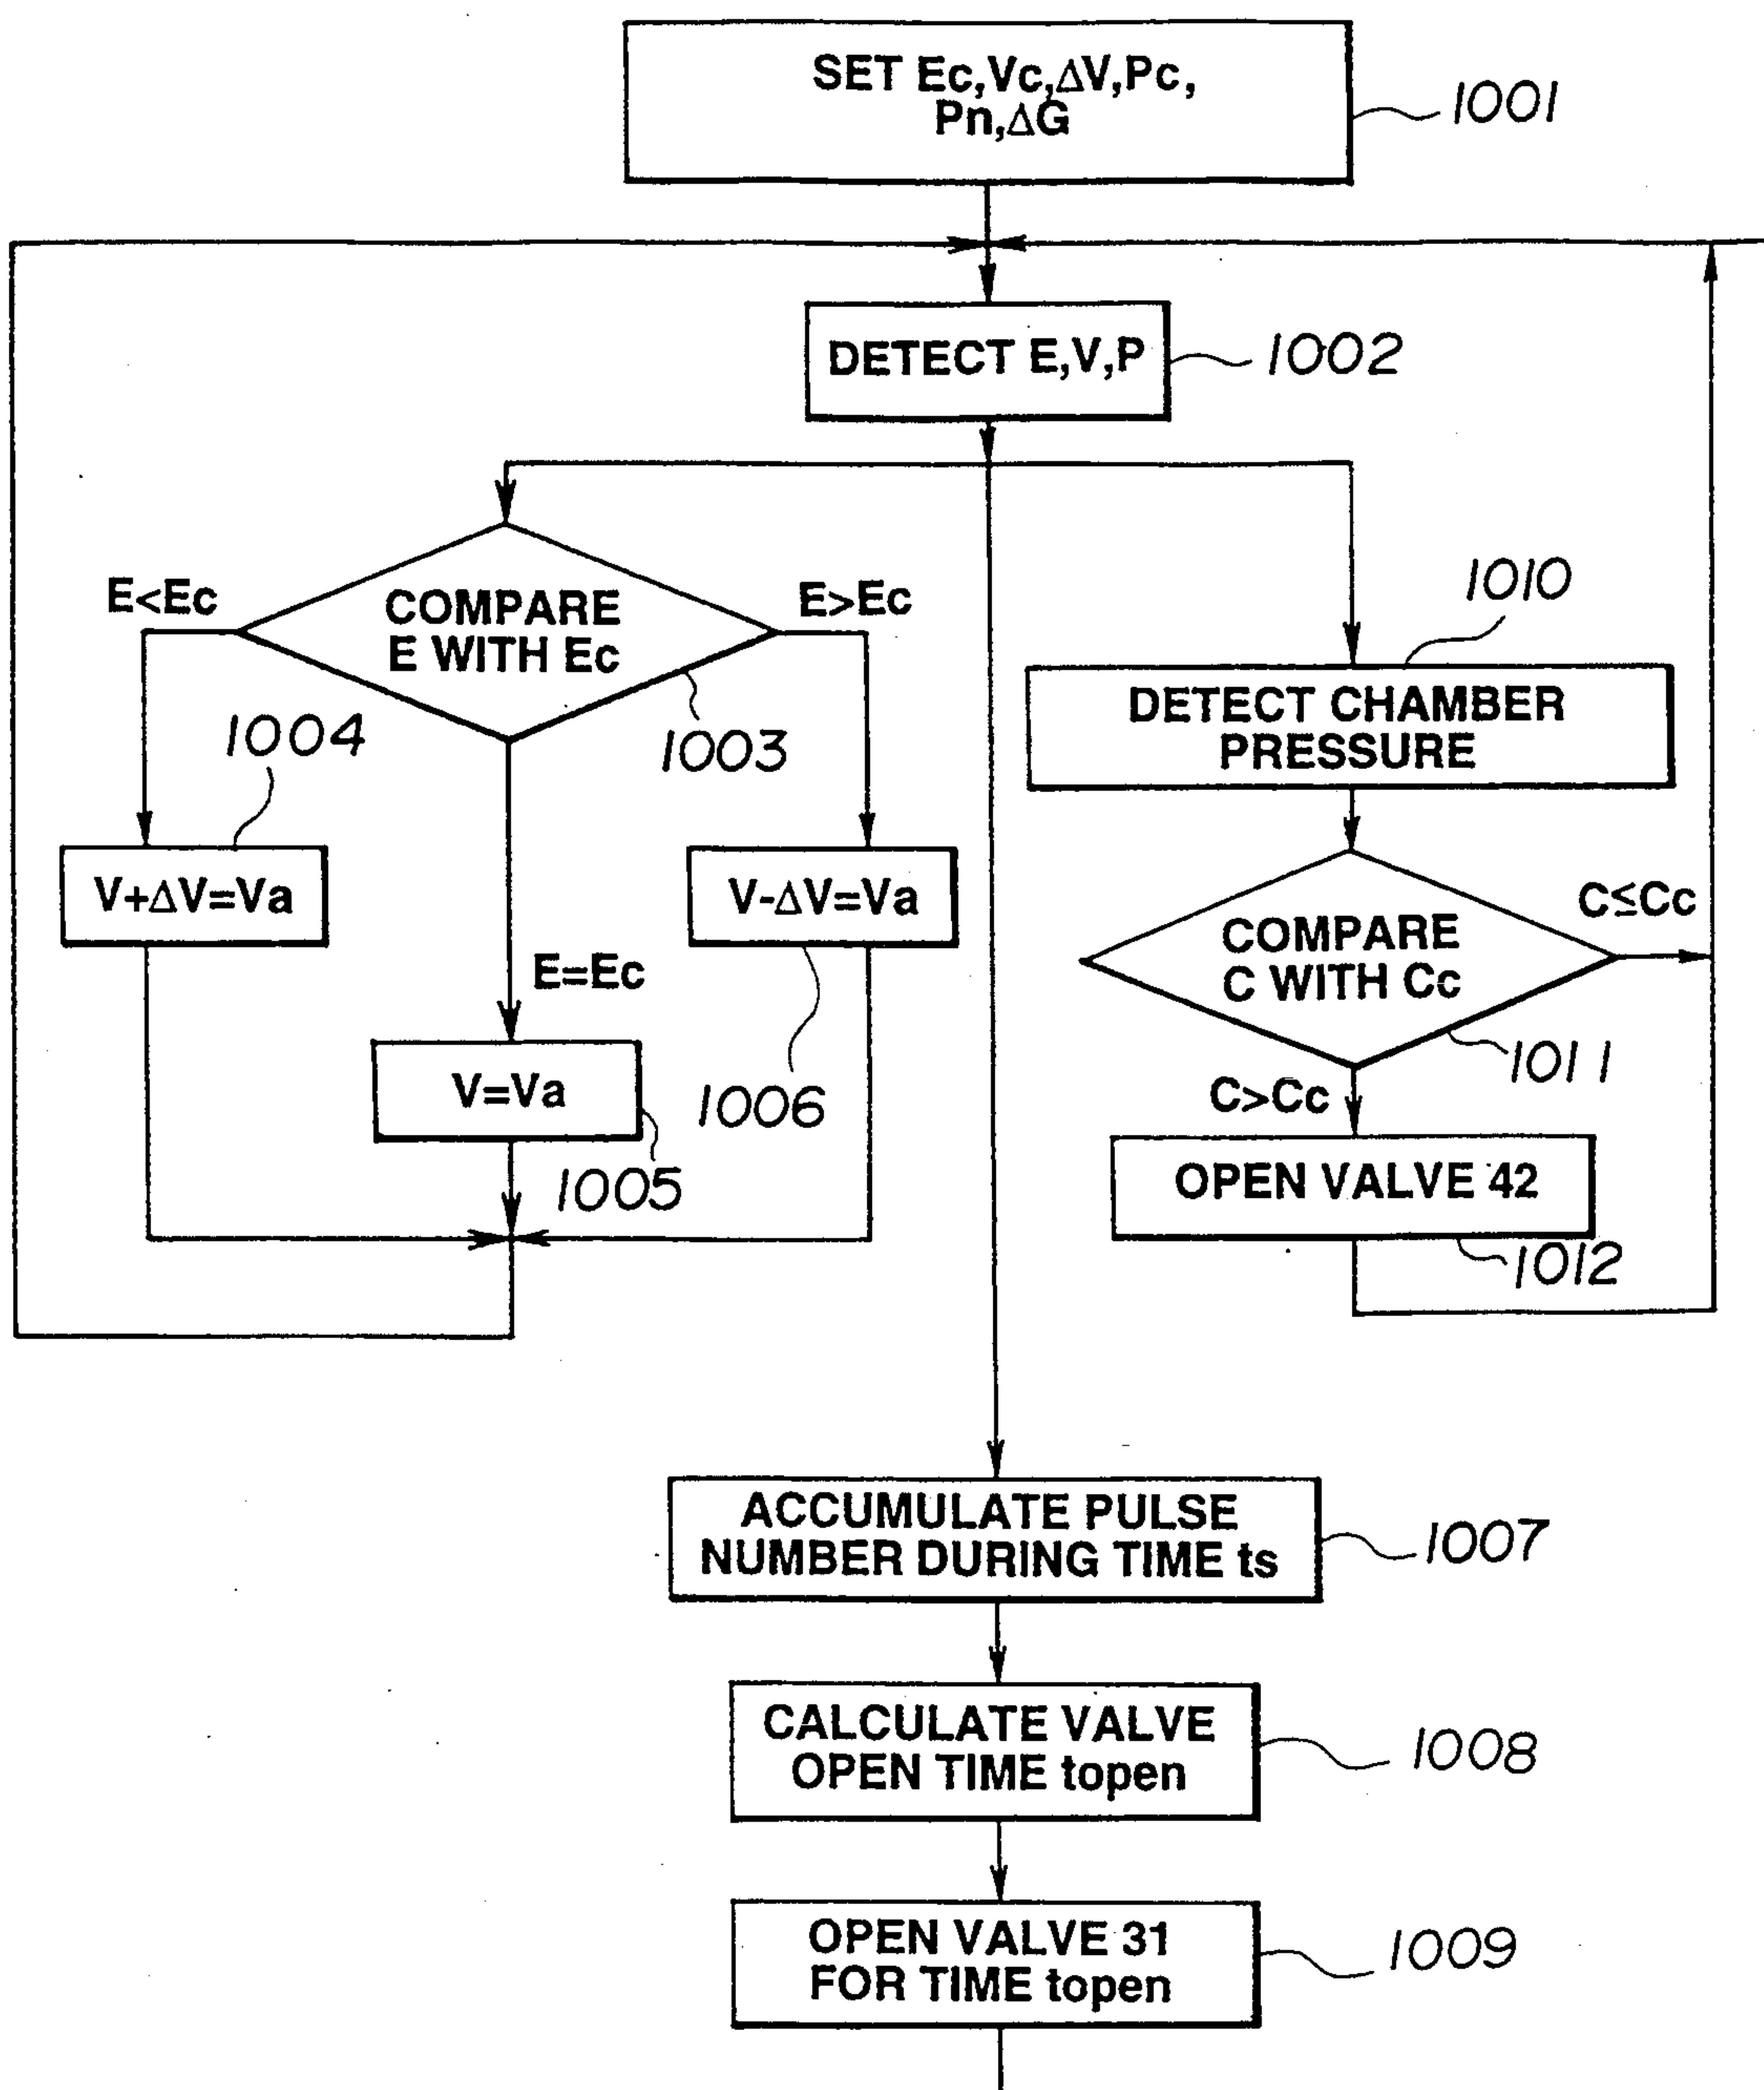 SET Ec,Vc,ΔV,Pc,
Pn,ΔG
1001
DETECT E,V,P
1002
E<Ec
COMPARE
E WITH Ec
E>Ec
1003
1004
V+ΔV=Va
E=Ec
V-ΔV=Va
1006
V=Va
1005
1010
DETECT CHAMBER
PRESSURE
COMPARE
C WITH Cc
C≤Cc
1011
C>Cc
OPEN VALVE 42
1012
ACCUMULATE PULSE
NUMBER DURING TIME ts
1007
CALCULATE VALVE
OPEN TIME topen
1008
OPEN VALVE 31
FOR TIME topen
1009